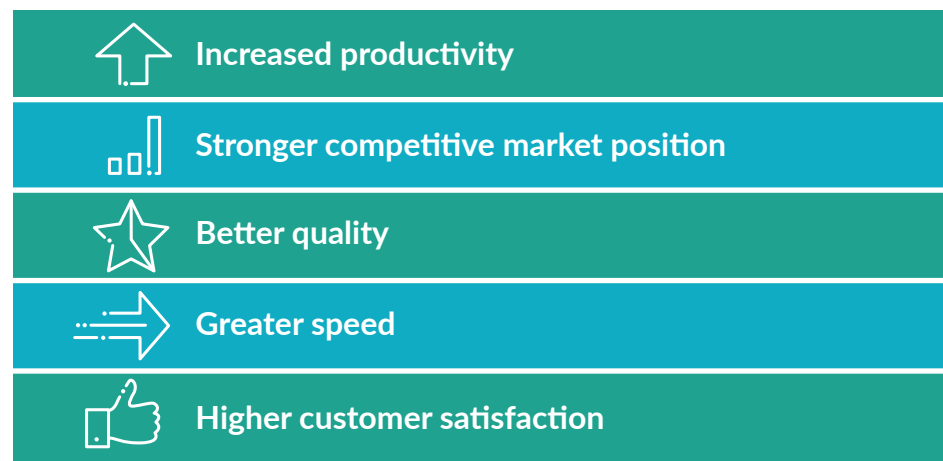 Increased productivity
Stronger competitive market position
Better quality
Greater speed
Higher customer satisfaction